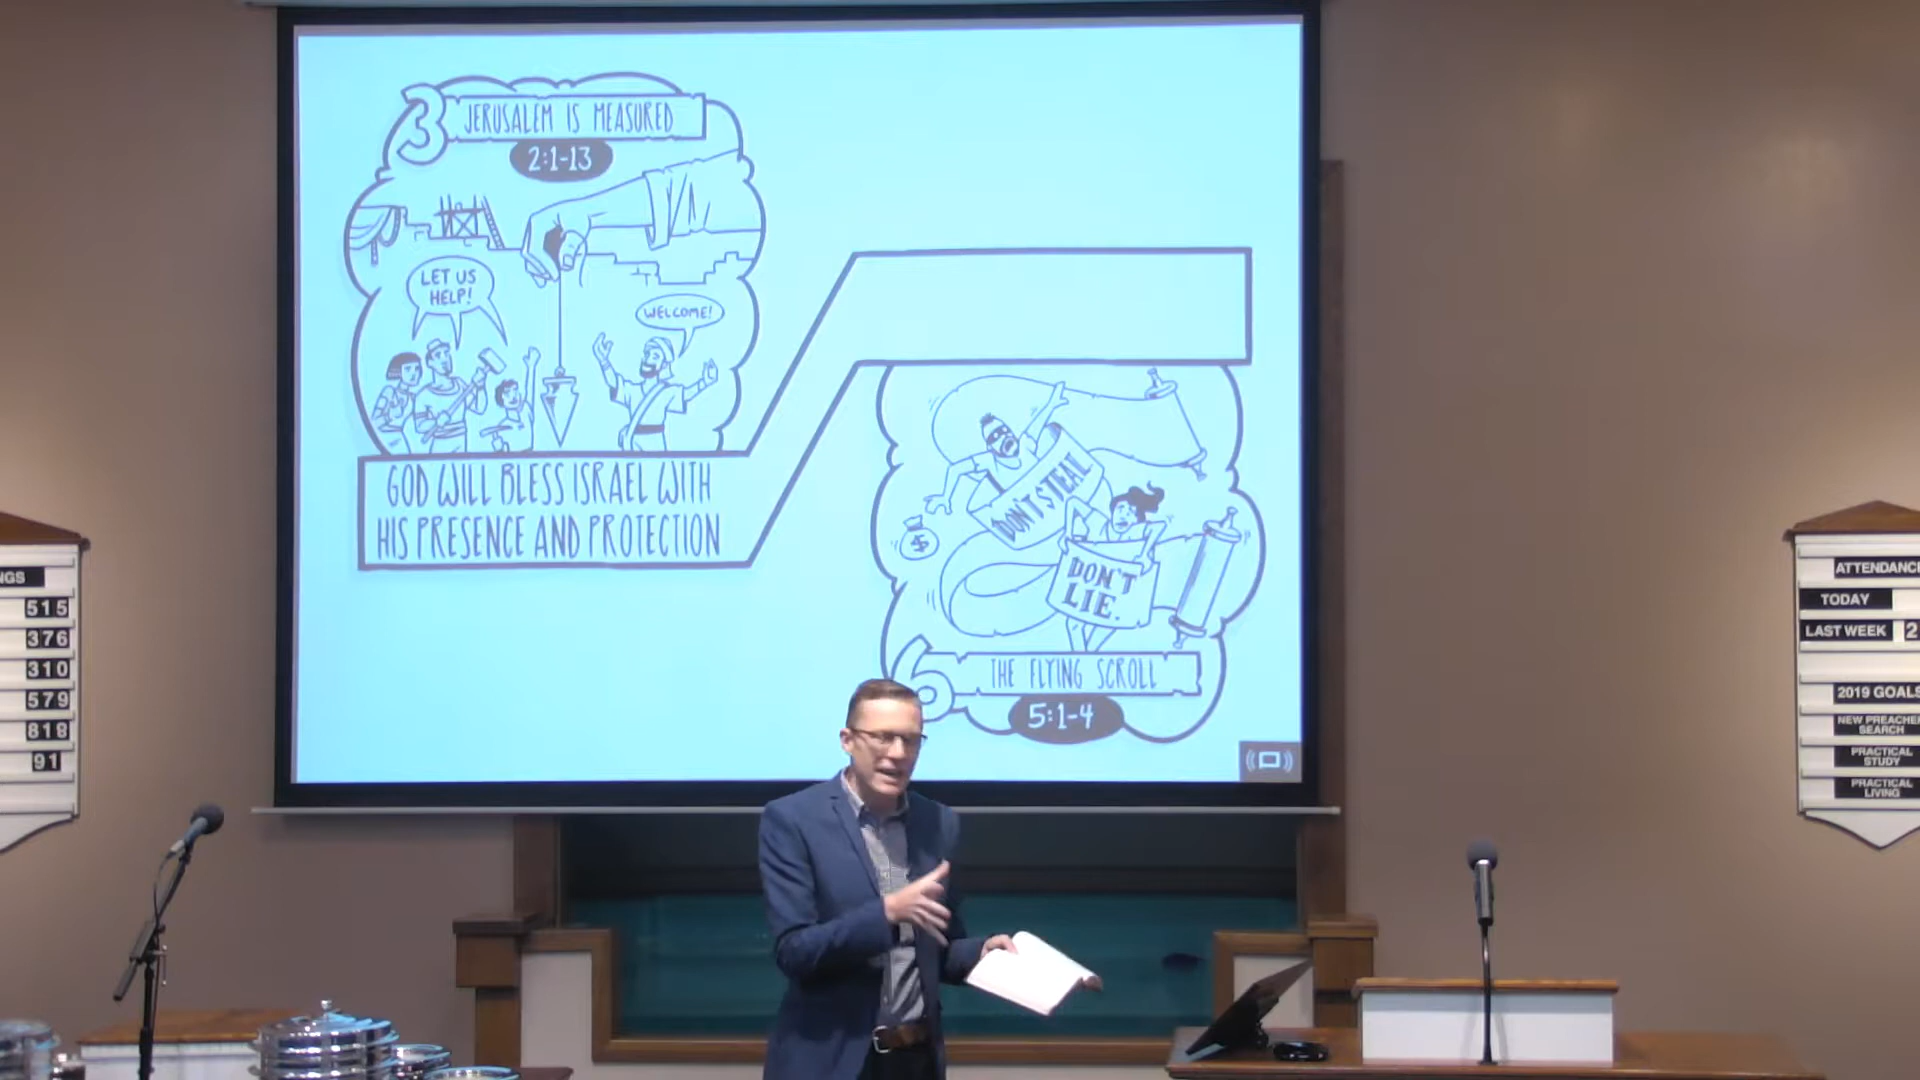 3
JERUSALEM IS MEASURED
2:1-13
LET US
HELP!
WELCOME!
GOD WILL BLESS ISRAEL WITH
HIS PRESENCE AND PROTECTION
DON'T STEAL
$
DON'T
LIE.
6
THE FLYING SCROLL
5:1-4
515
376
310
579
818
91
TODAY
LAST WEEK 2
2019 GOALS
NEW PREACHER
SEARCH
PRACTICAL
STUDY
PRACTICAL
LIVING